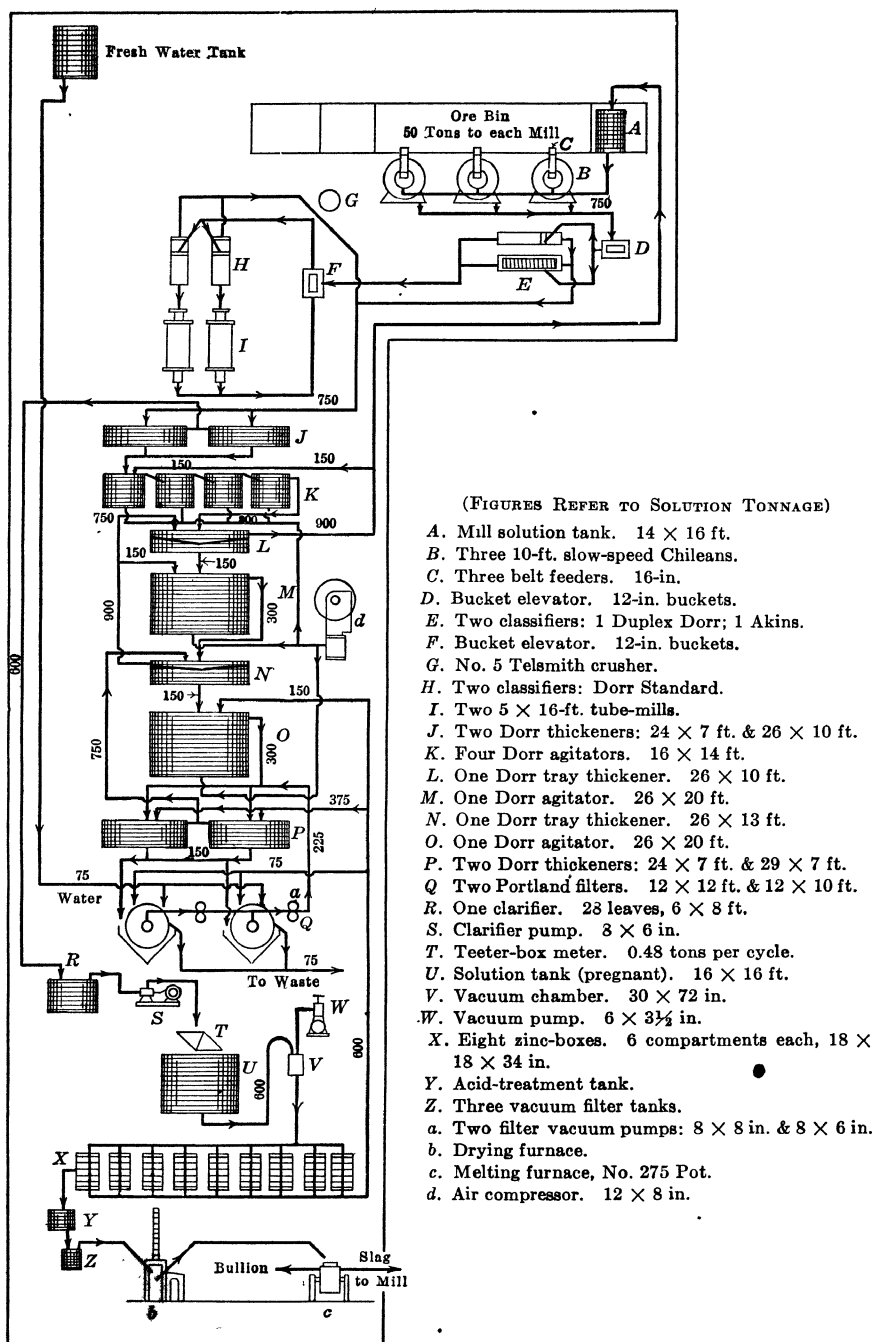 Fresh Water Tank
Ore Bin
50 Tons to each Mill
A
C
B
750
G
D
H
F
E
I
750
J
150
150
K
750
900
900
L
150
150
M
300
d
900
600
N
150
150
O
300
750
375
P
150
225
75
75
Water
a
Q
75
To Waste
R
S
W
T
U
V
600
600
X
Y
Z
Bullion
Slag
to Mill
b
c
(FIGURES REFER TO SOLUTION TONNAGE)
A. Mill solution tank. 14 × 16 ft.
B. Three 10-ft. slow-speed Chileans.
C. Three belt feeders. 16-in.
D. Bucket elevator. 12-in. buckets.
E. Two classifiers: 1 Duplex Dorr; 1 Akins.
F. Bucket elevator. 12-in. buckets.
G. No. 5 Telsmith crusher.
H. Two classifiers: Dorr Standard.
I. Two 5 × 16-ft. tube-mills.
J. Two Dorr thickeners: 24 × 7 ft. & 26 × 10 ft.
K. Four Dorr agitators. 16 × 14 ft.
L. One Dorr tray thickener. 26 × 10 ft.
M. One Dorr agitator. 26 × 20 ft.
N. One Dorr tray thickener. 26 × 13 ft.
O. One Dorr agitator. 26 × 20 ft.
P. Two Dorr thickeners: 24 × 7 ft. & 29 × 7 ft.
Q Two Portland filters. 12 × 12 ft. & 12 × 10 ft.
R. One clarifier. 28 leaves, 6 × 8 ft.
S. Clarifier pump. 8 × 6 in.
T. Teeter-box meter. 0.48 tons per cycle.
U. Solution tank (pregnant). 16 × 16 ft.
V. Vacuum chamber. 30 × 72 in.
W. Vacuum pump. 6 × 3½ in.
X. Eight zinc-boxes. 6 compartments each, 18 ×
18 × 34 in.
Y. Acid-treatment tank.
Z. Three vacuum filter tanks.
a. Two filter vacuum pumps: 8 × 8 in. & 8 × 6 in.
b. Drying furnace.
c. Melting furnace, No. 275 Pot.
d. Air compressor. 12 × 8 in.